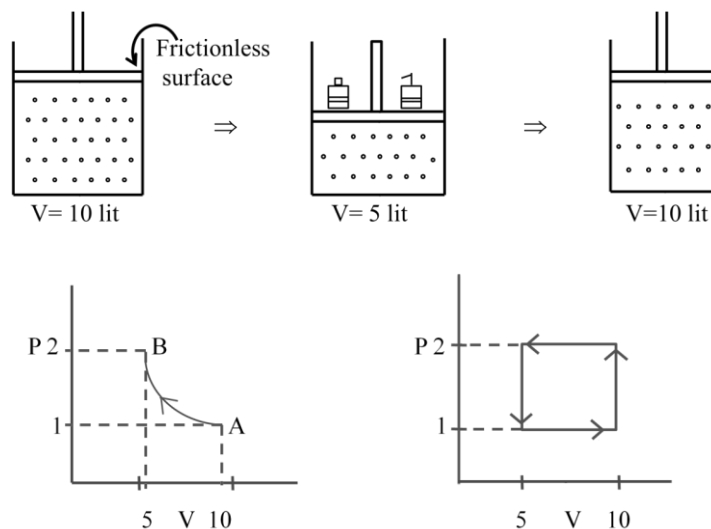 Frictionless
surface
⇒
⇒
V= 10 lit
V= 5 lit
V=10 lit
P 2
B
1
A
5 V 10
P 2
1
5 V 10